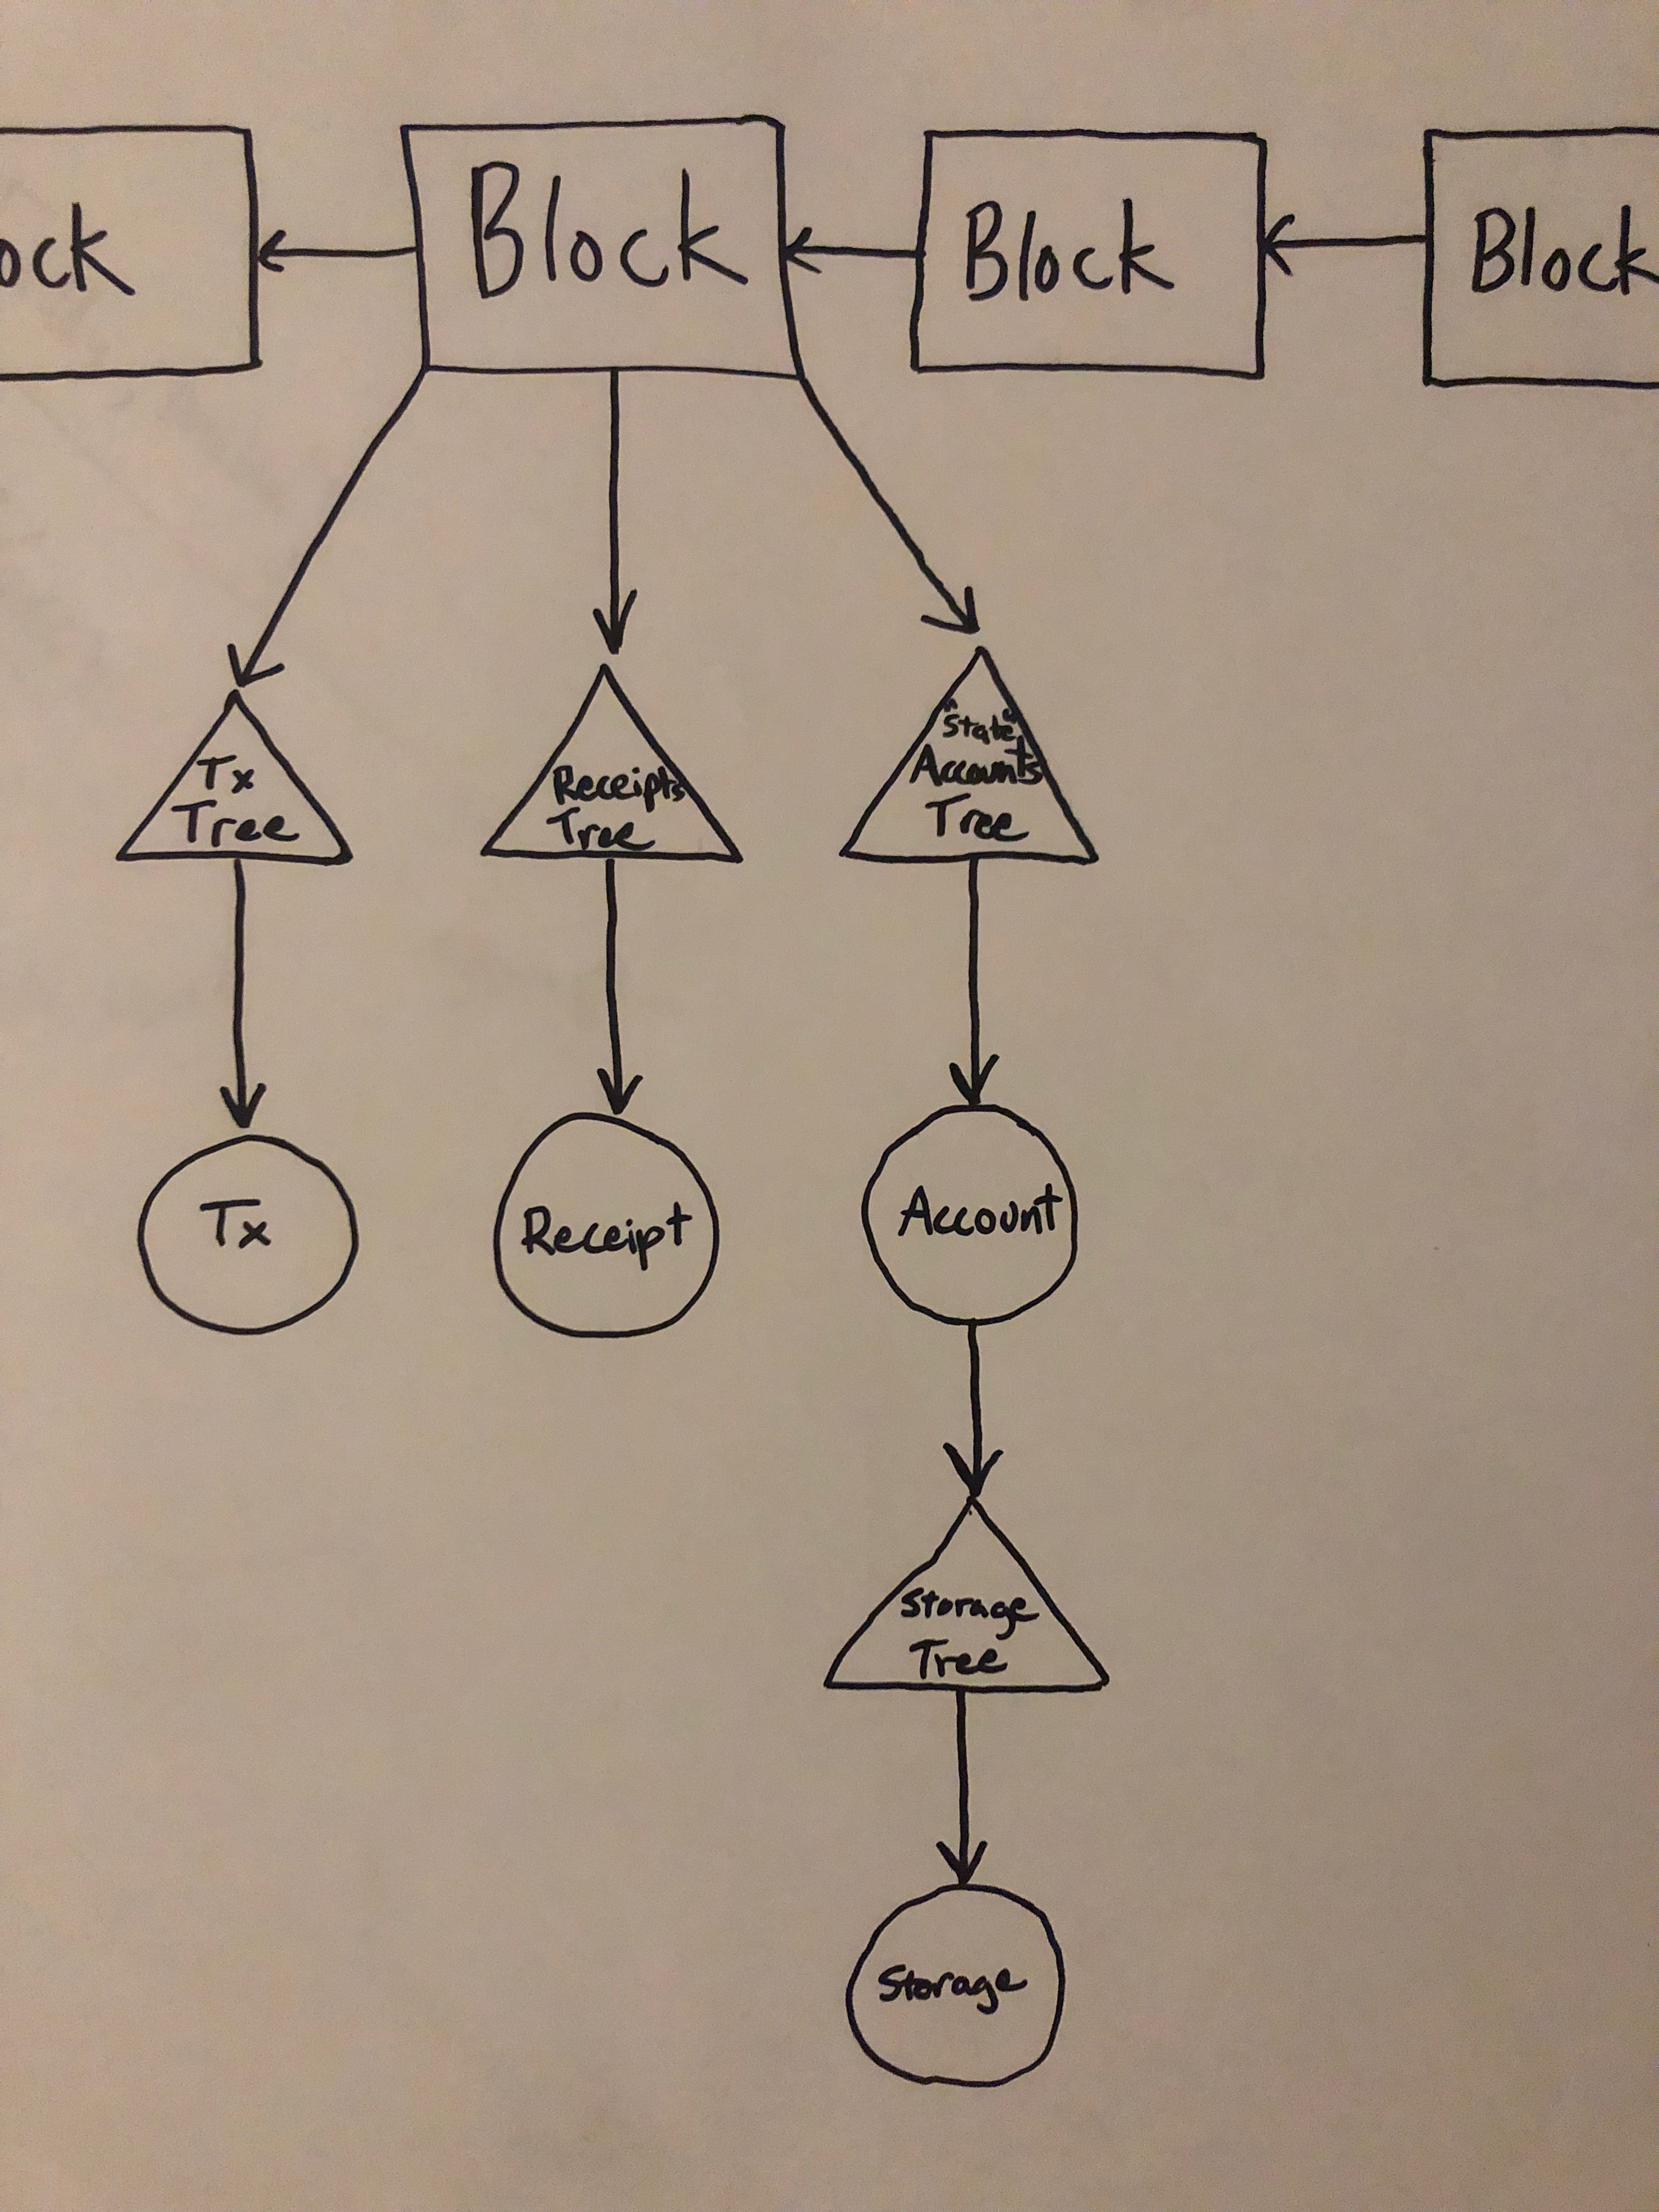 ock
Block
Block
Block
Tx
Tree
Receipts
Tree
"State"
Accounts
Tree
Tx
Receipt
Account
Storage
Tree
Storage